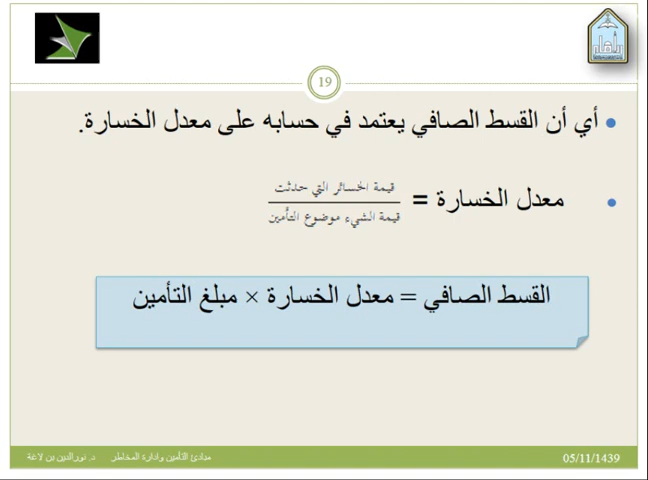 19
أي أن القسط الصافي يعتمد في حسابه على معدل الخسارة.
معدل الخسارة = قيمة الخسائر التي حدثت
قيمة الشيء موضوع التأمين
القسط الصافي = معدل الخسارة × مبلغ التأمين
مبادئ التأمين وادارة المخاطر د. نورالدين بن لاغة
05/11/1439